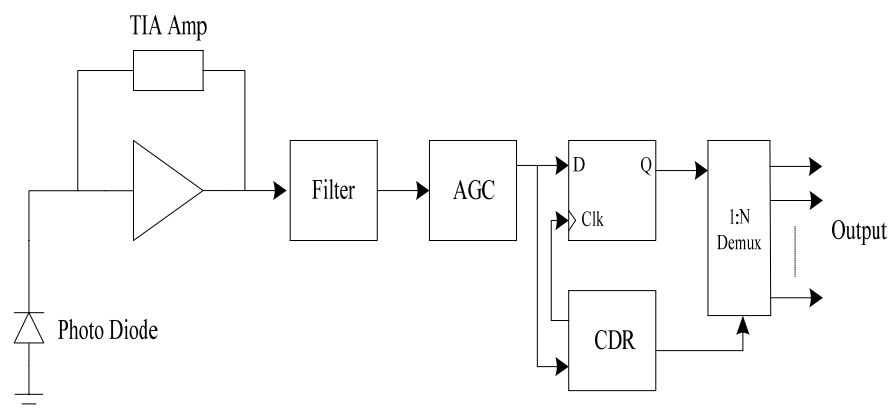 TIA Amp
Filter
AGC
D
Q
Clk
1:N
Demux
Output
Photo Diode
CDR